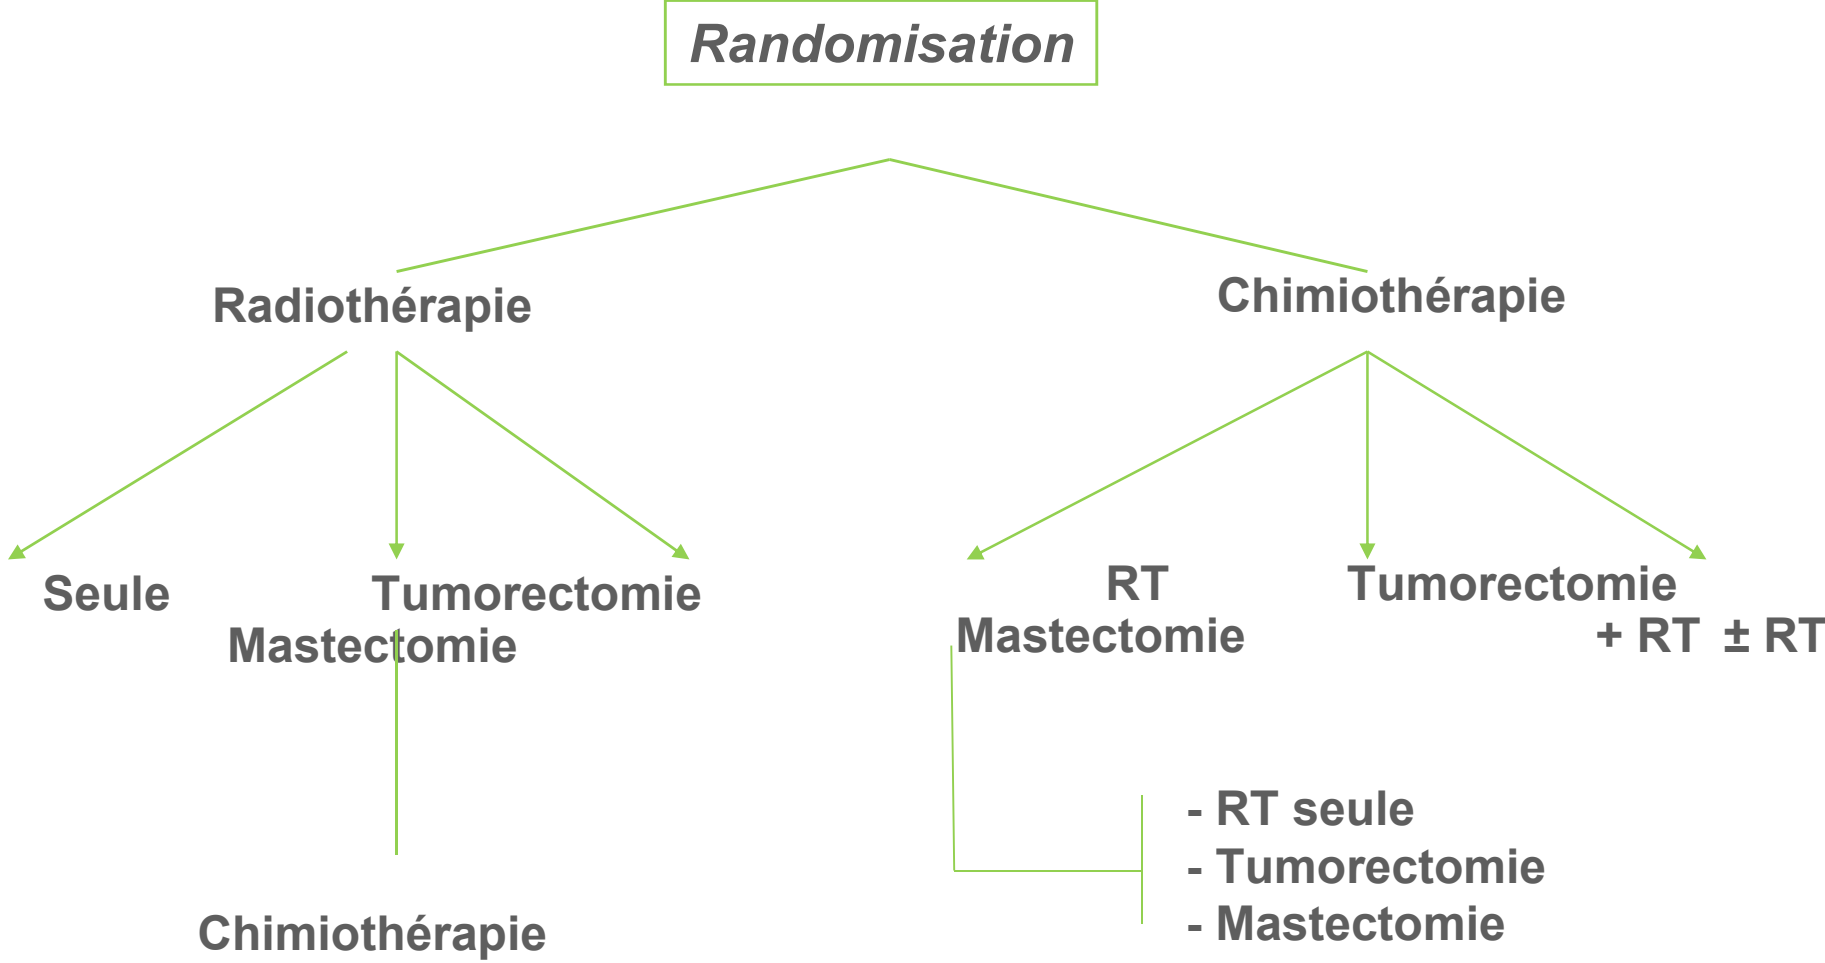 Randomisation
Radiothérapie
Chimiothérapie
Seule
Tumorectomie
Mastectomie
RT
Tumorectomie
Mastectomie
+ RT ± RT
- RT seule
- Tumorectomie
- Mastectomie
Chimiothérapie